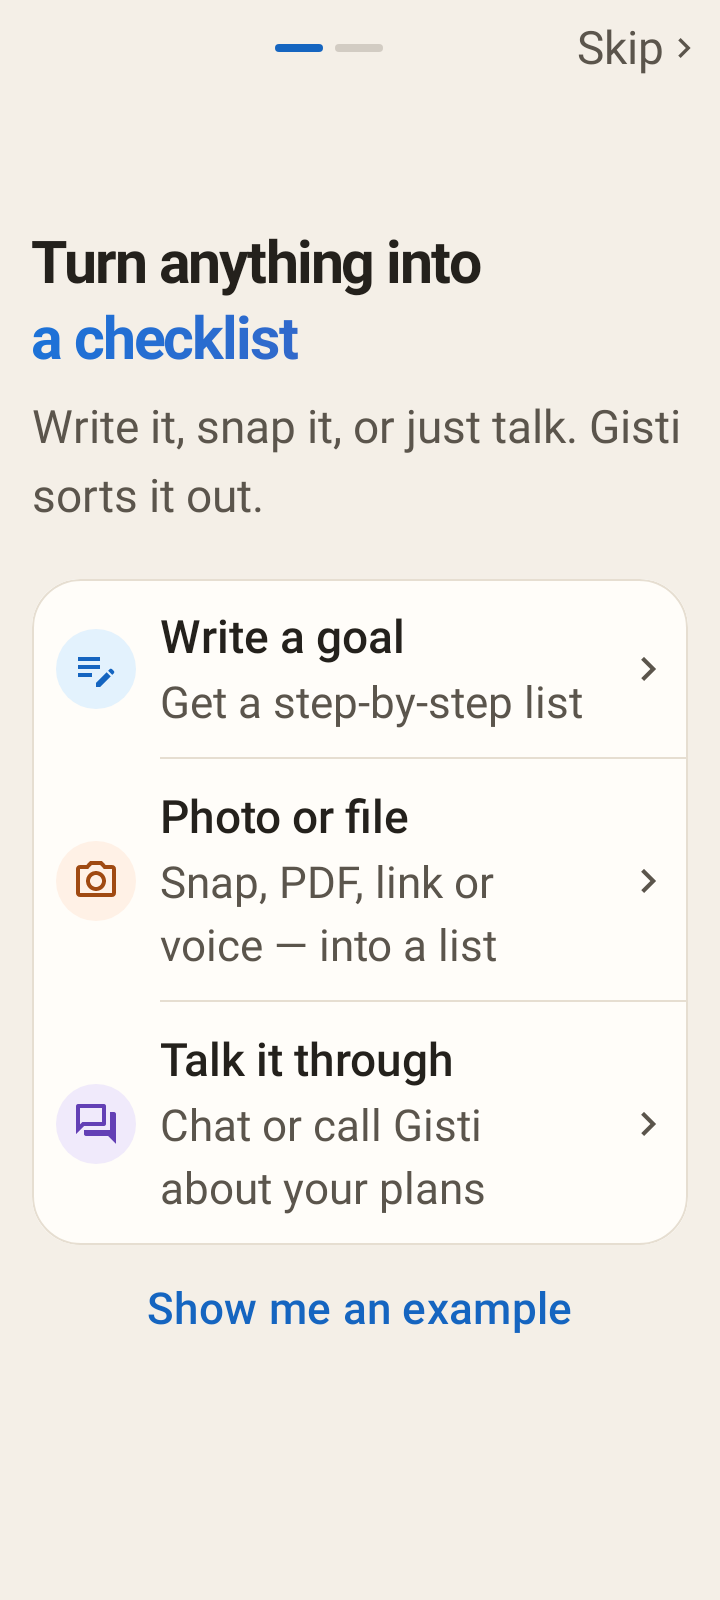 Skip
Turn anything into
a checklist
Write it, snap it, or just talk. Gisti
sorts it out.
Write a goal
Get a step-by-step list
Photo or file
Snap, PDF, link or
voice — into a list
Talk it through
Chat or call Gisti
about your plans
Show me an example